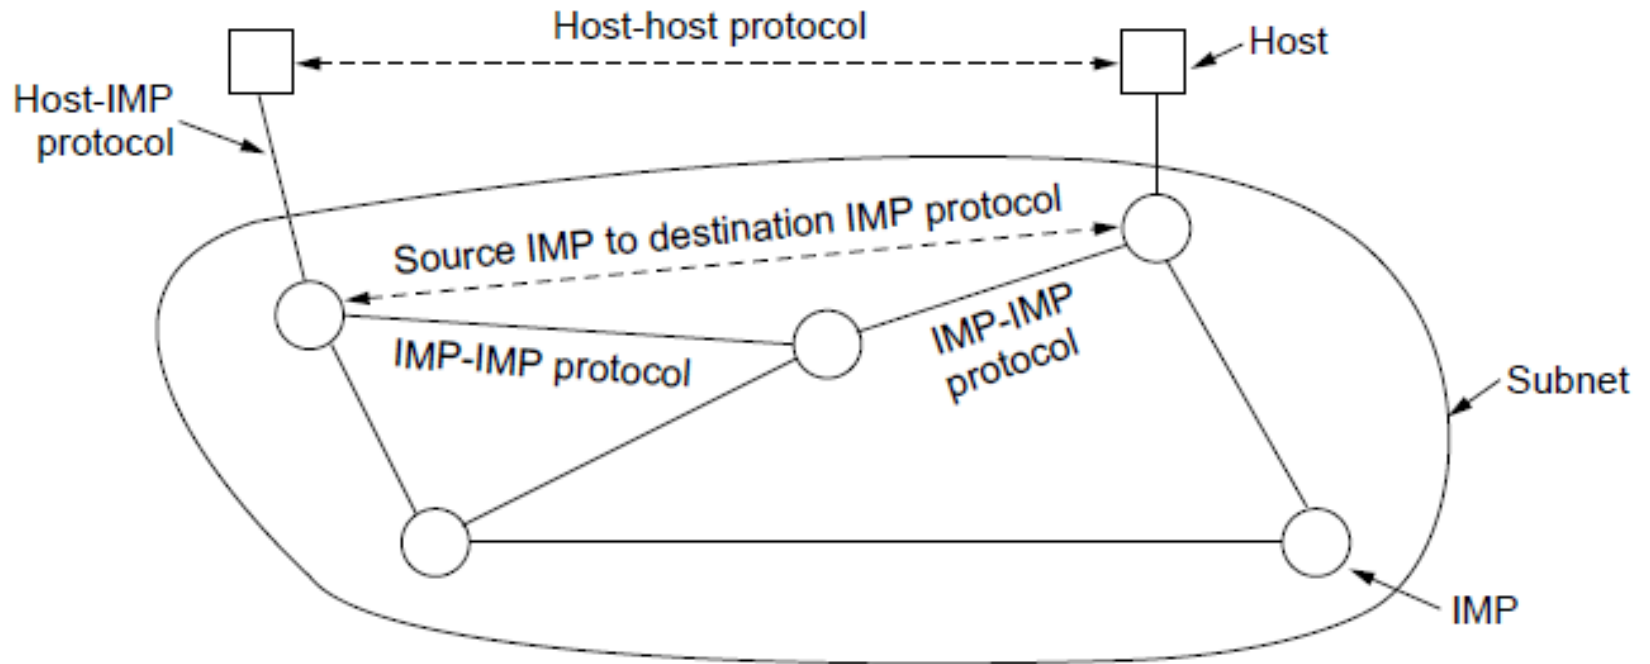 Host-host protocol
Host
Host-IMP
protocol
Source IMP to destination IMP protocol
IMP-IMP protocol
IMP-IMP
protocol
Subnet
IMP